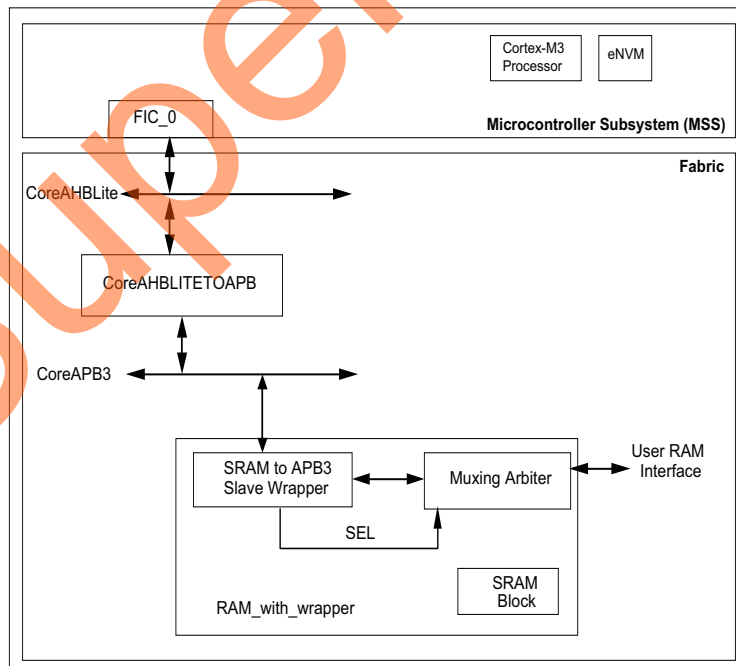 Cortex-M3
Processor
eNVM
FIC_0
Microcontroller Subsystem (MSS)
Fabric
CoreAHBLite
CoreAHBLITETOAPB
CoreAPB3
SRAM to APB3
Slave Wrapper
Muxing Arbiter
User RAM
Interface
SEL
SRAM
Block
RAM_with_wrapper